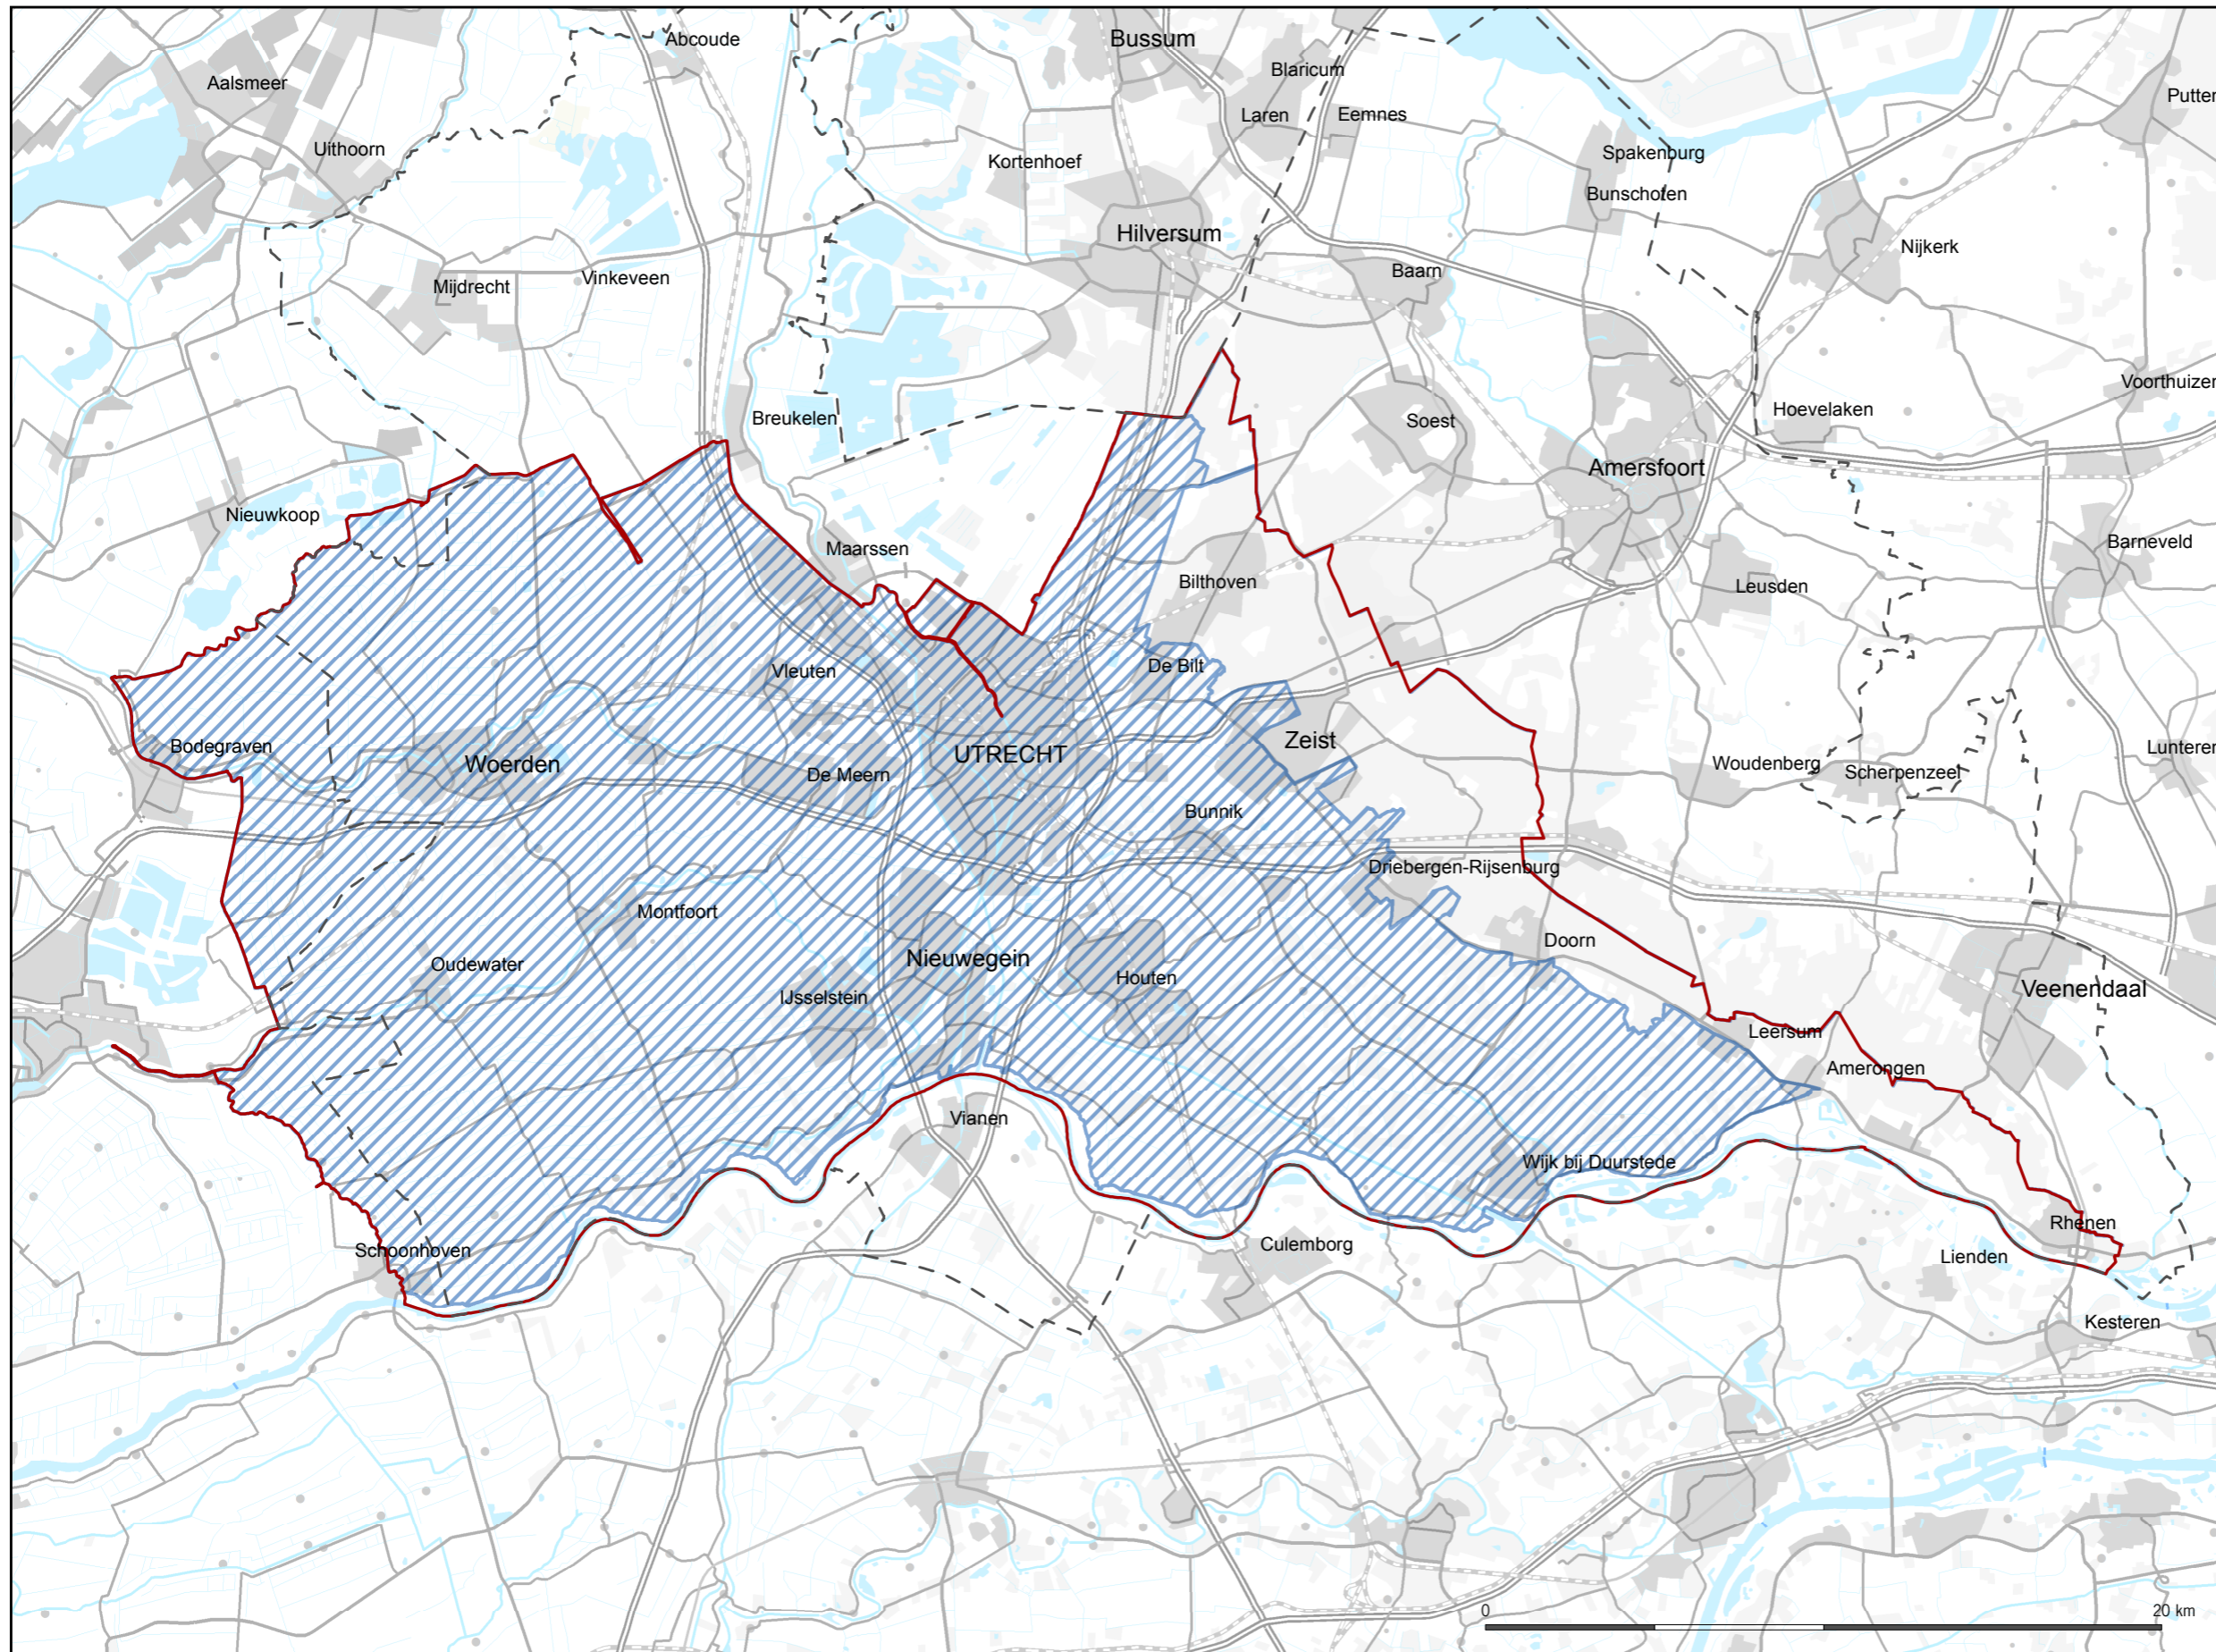 Abcoude
Bussum
Aalsmeer
Blaricum
Putter
Laren
Eemnes
Uithoorn
Kortenhoef
Spakenburg
Bunschoten
Hilversum
Nijkerk
Baarn
Vinkeveen
Mijdrecht
Voorthuizer
Hoevelaken
Breukelen
Soest
Amersfoort
Nieuwkoop
Barneveld
Maarssen
Bilthoven
Leusden
De Bilt
Vleuten
Zeist
Bodegraven
Lunteren
UTRECHT
Woerden
Woudenberg
Scherpenzeel
De Meern
Bunnik
Driebergen-Rijsenburg
Montfoort
Doorn
Nieuwegein
Oudewater
Houten
Veenendaal
IJsselstein
Leersum
Amerongen
Vianen
Wijk bij Duurstede
Rhenen
Culemborg
Schoonhoven
Lienden
Kesteren
0
20 km